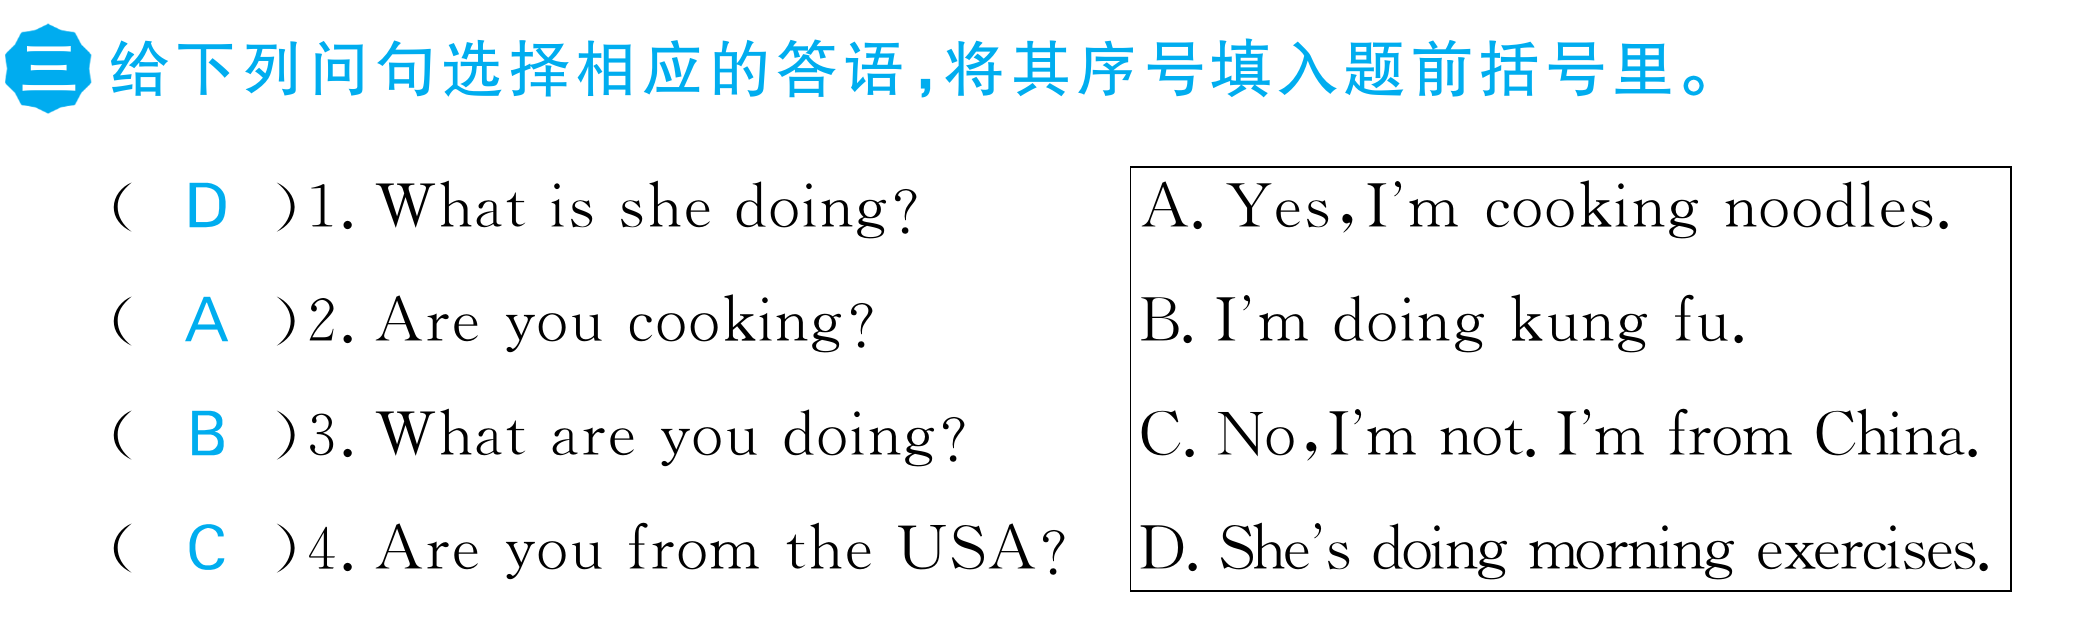 三 给下列问句选择相应的答语,将其序号填入题前括号里。
( D )1. What is she doing?
( A )2. Are you cooking?
( B )3. What are you doing?
( C )4. Are you from the USA?
A. Yes,I'm cooking noodles.
B. I'm doing kung fu.
C. No,I'm not. I'm from China.
D. She's doing morning exercises.